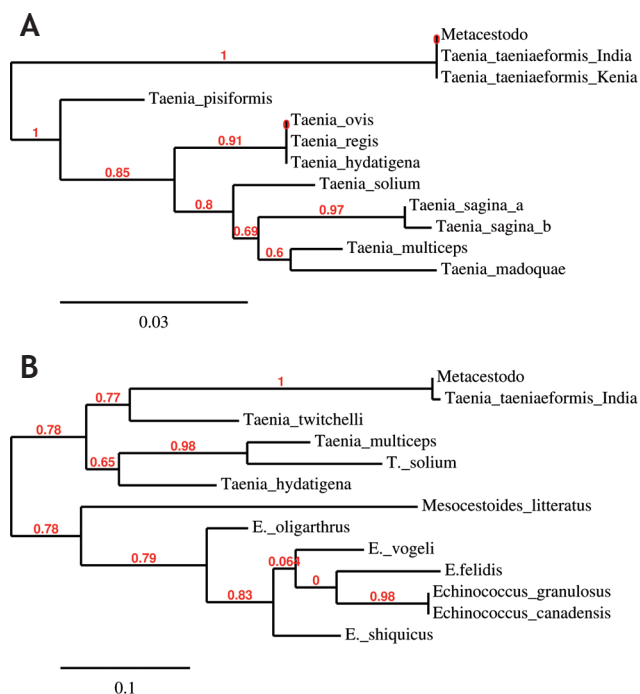 A
Metacestodo
1
Taenia_taeniaeformis_India
Taenia_taeniaeformis_Kenia
Taenia_pisiformis
1
Taenia_ovis
0.91
Taenia_regis
Taenia_hydatigena
0.85
Taenia_solium
0.8
0.97
Taenia_sagina_a
Taenia_sagina_b
0.69
Taenia_multiceps
0.6
Taenia_madoquae
0.03
B
Metacestodo
1
Taenia_taeniaeformis_India
0.77
Taenia_twitchelli
0.78
Taenia_multiceps
0.98
T._solium
0.65
Taenia_hydatigena
Mesocestoides_litteratus
0.78
E._oligarthrus
E._vogeli
0.79
0.064
E.felidis
0
Echinococcus_granulosus
0.98
0.83
Echinococcus_canadensis
E._shiquicus
0.1